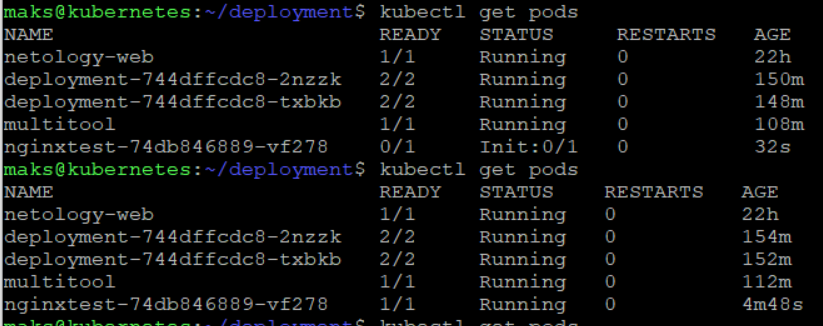 maks@kubernetes:~/deployment$ kubectl get pods
NAME READY STATUS RESTARTS AGE
netology-web 1/1 Running 0 22h
deployment-744dffcdc8-2nzzk 2/2 Running 0 150m
deployment-744dffcdc8-txbkb 2/2 Running 0 148m
multitool 1/1 Running 0 108m
nginxtest-74db846889-vf278 0/1 Init:0/1 0 32s
maks@kubernetes:~/deployment$ kubectl get pods
NAME READY STATUS RESTARTS AGE
netology-web 1/1 Running 0 22h
deployment-744dffcdc8-2nzzk 2/2 Running 0 154m
deployment-744dffcdc8-txbkb 2/2 Running 0 152m
multitool 1/1 Running 0 112m
nginxtest-74db846889-vf278 1/1 Running 0 4m48s
maks@kubernetes:~/deployment$ kubectl get pods